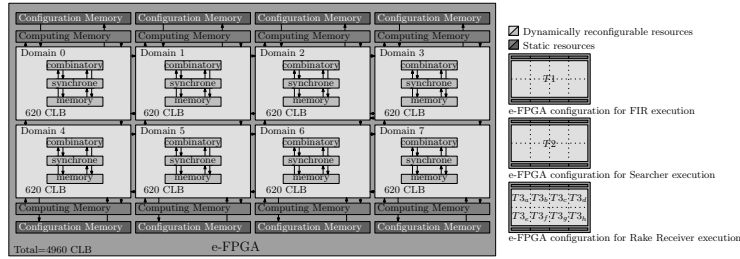 Configuration Memory Configuration Memory Configuration Memory Configuration Memory
Computing Memory Computing Memory Computing Memory Computing Memory
Domain 0 Domain 1 Domain 2 Domain 3
combinatory combinatory combinatory combinatory
synchrone synchrone synchrone synchrone
memory memory memory memory
620 CLB 620 CLB 620 CLB 620 CLB
Domain 4 Domain 5 Domain 6 Domain 7
combinatory combinatory combinatory combinatory
synchrone synchrone synchrone synchrone
memory memory memory memory
620 CLB 620 CLB 620 CLB 620 CLB
Computing Memory Computing Memory Computing Memory Computing Memory
Configuration Memory Configuration Memory Configuration Memory Configuration Memory
Total=4960 CLB e-FPGA
Dynamically reconfigurable resources
Static resources
T1
e-FPGA configuration for FIR execution
T2
e-FPGA configuration for Searcher execution
T3a T3b T3c T3d
T3e T3f T3g T3h
e-FPGA configuration for Rake Receiver execution